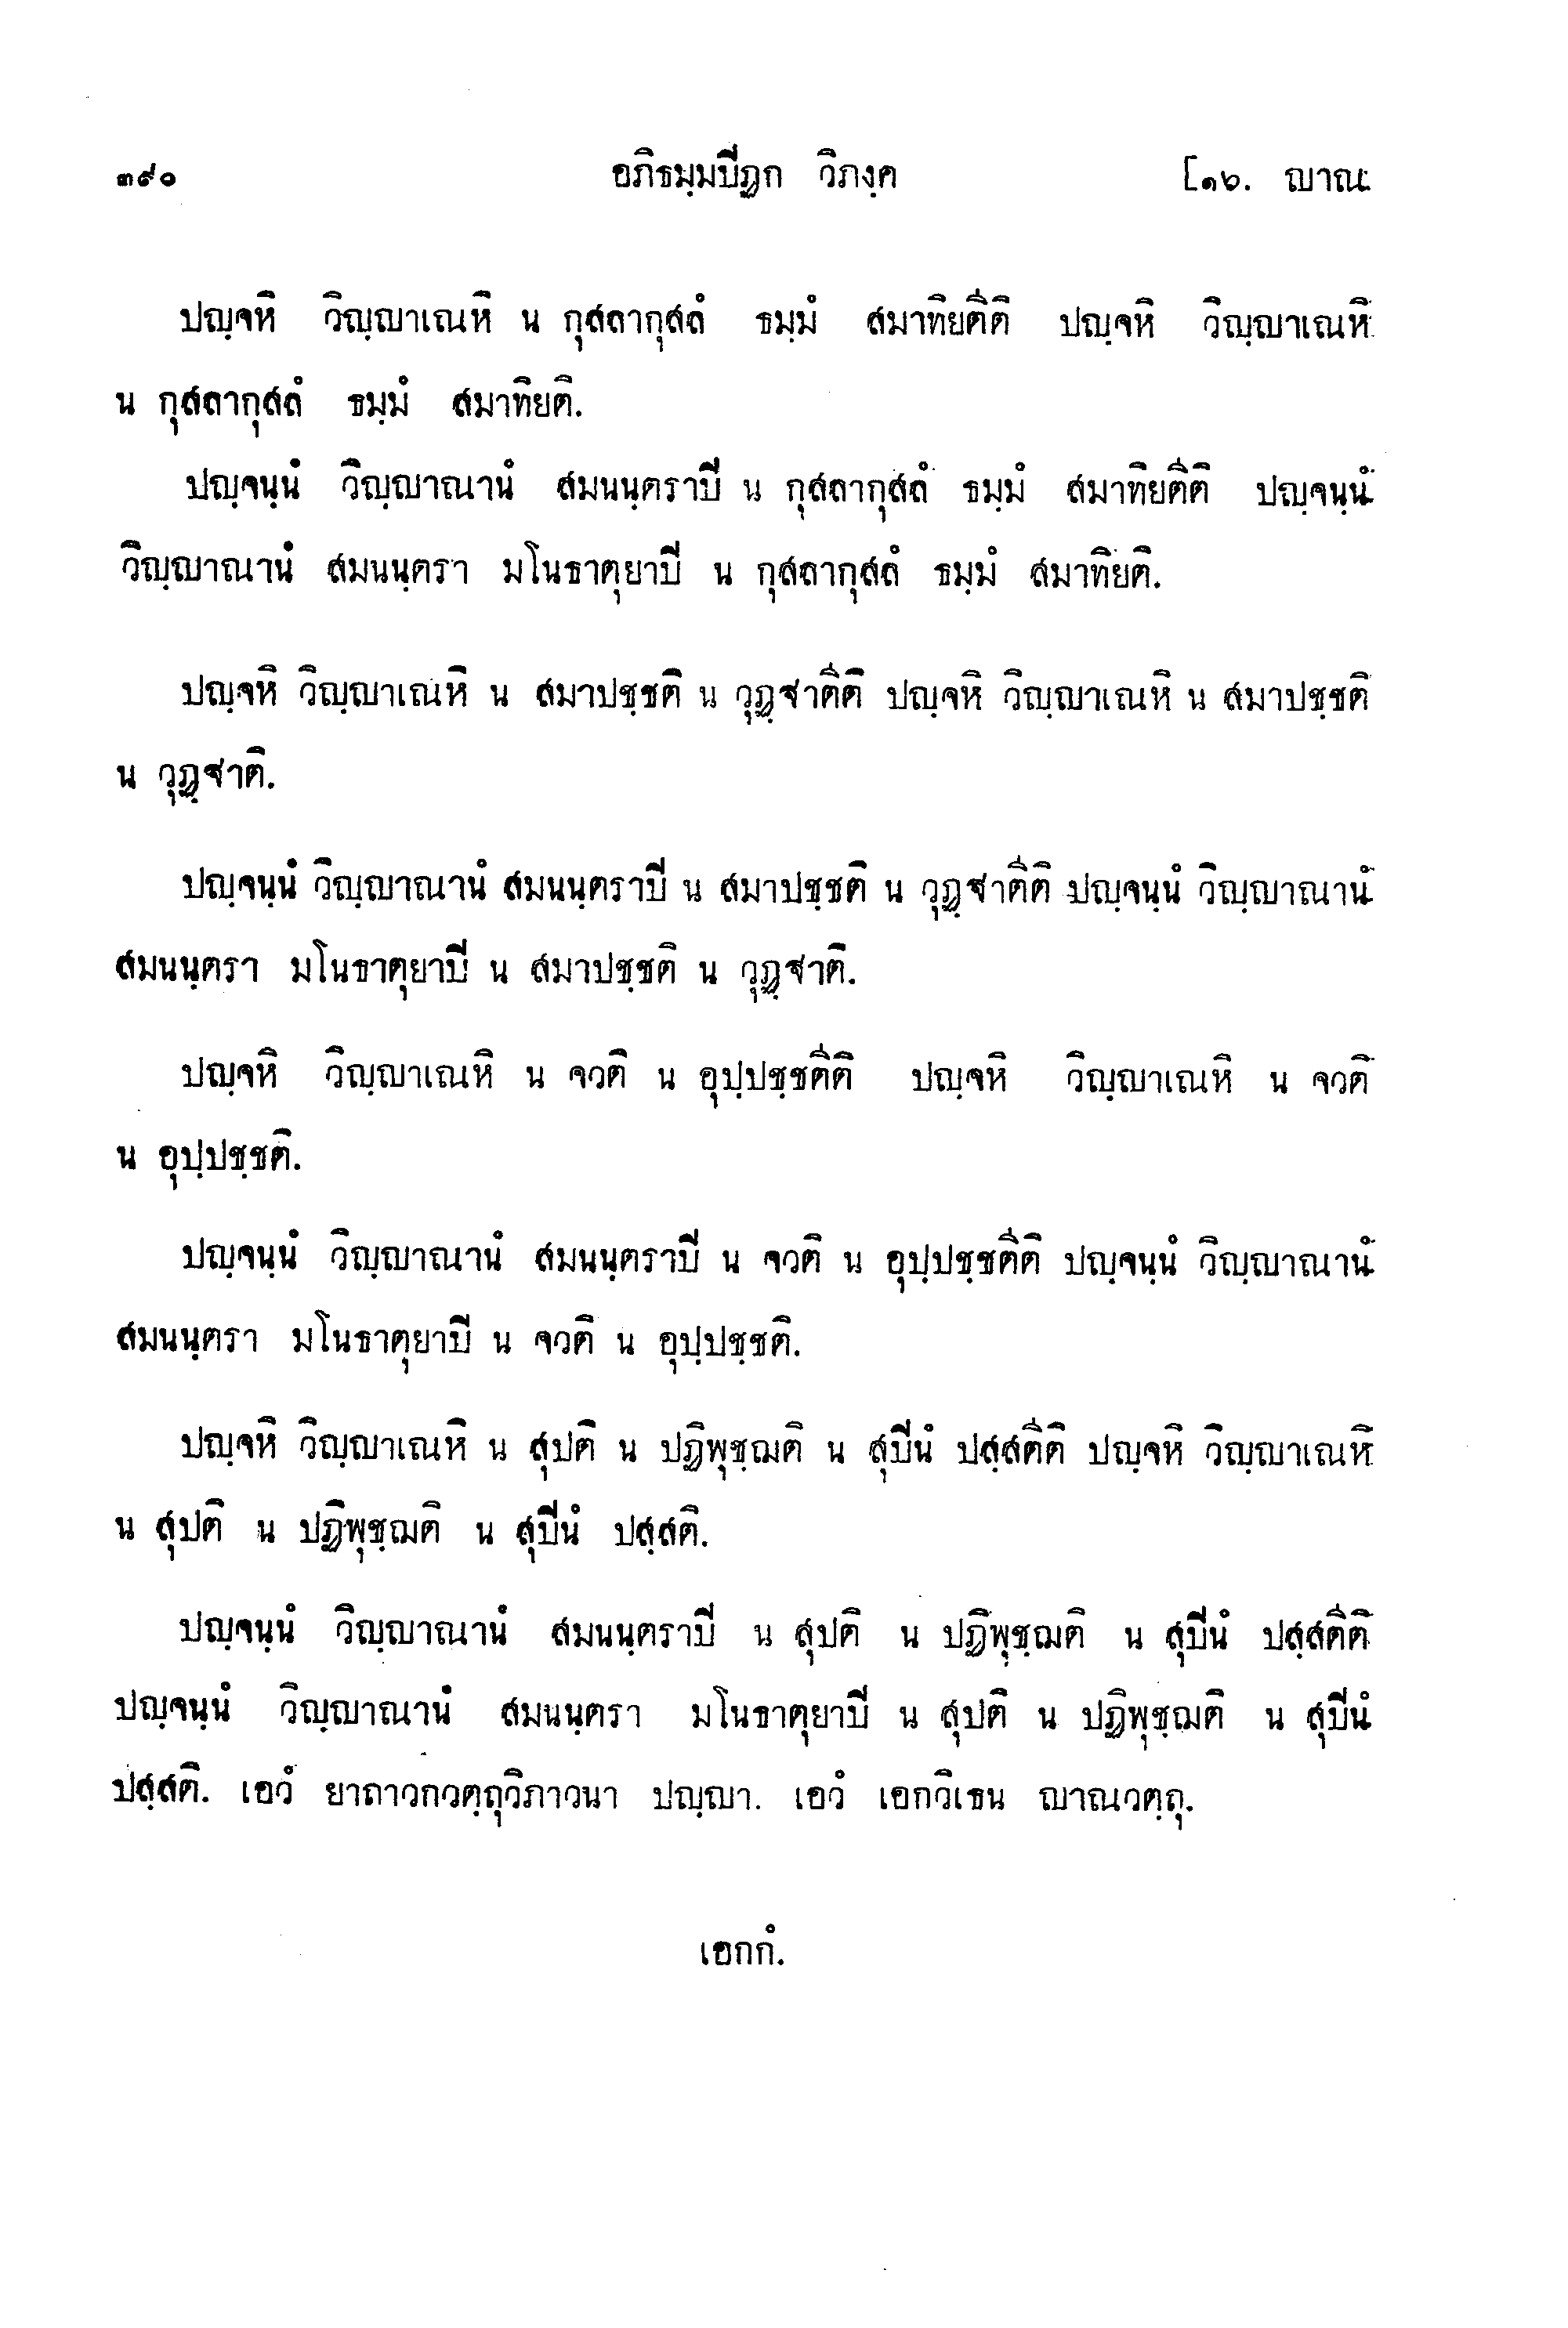 ๓๙๐ อภิธมฺมปิฏก วิภงฺค [๑๖. ญาณ
ปญฺจหิ วิญฺญาเณหิ น กุสลากุสลํ ธมฺมํ สมาทิยตีติ ปญฺจหิ วิญฺญาเณหิ
น กุสลากุสลํ ธมฺมํ สมาทิยติ.
ปญฺจนฺนํ วิญฺญาณานํ สมนนฺตราปิ น กุสลากุสลํ ธมฺมํ สมาทิยตีติ ปญฺจนฺนํ
วิญฺญาณานํ สมนนฺตรา มโนธาตุยาปิ น กุสลากุสลํ ธมฺมํ สมาทิยติ.
ปญฺจหิ วิญฺญาเณหิ น สมาปชฺชติ น วุฏฺฐาตีติ ปญฺจหิ วิญฺญาเณหิ น สมาปชฺชติ
น วุฏฺฐาติ.
ปญฺจนฺนํ วิญฺญาณานํ สมนนฺตราปิ น สมาปชฺชติ น วุฏฺฐาตีติ ปญฺจนฺนํ วิญฺญาณานํ
สมนนฺตรา มโนธาตุยาปิ น สมาปชฺชติ น วุฏฺฐาติ.
ปญฺจหิ วิญฺญาเณหิ น จวติ น อุปฺปชฺชตีติ ปญฺจหิ วิญฺญาเณหิ น จวติ
น อุปฺปชฺชติ.
ปญฺจนฺนํ วิญฺญาณานํ สมนนฺตราปิ น จวติ น อุปฺปชฺชตีติ ปญฺจนฺนํ วิญฺญาณานํ
สมนนฺตรา มโนธาตุยาปิ น จวติ น อุปฺปชฺชติ.
ปญฺจหิ วิญฺญาเณหิ น สุปติ น ปฏิพุชฺฌติ น สุปินํ ปสฺสตีติ ปญฺจหิ วิญฺญาเณหิ
น สุปติ น ปฏิพุชฺฌติ น สุปินํ ปสฺสติ.
ปญฺจนฺนํ วิญฺญาณานํ สมนนฺตราปิ น สุปติ น ปฏิพุชฺฌติ น สุปินํ ปสฺสตีติ
ปญฺจนฺนํ วิญฺญาณานํ สมนนฺตรา มโนธาตุยาปิ น สุปติ น ปฏิพุชฺฌติ น สุปินํ
ปสฺสติ. เอวํ ยาถาวกวตฺถุวิภาวนา ปญฺญา. เอวํ เอกวิเธน ญาณวตฺถุ.
เอกกํ.